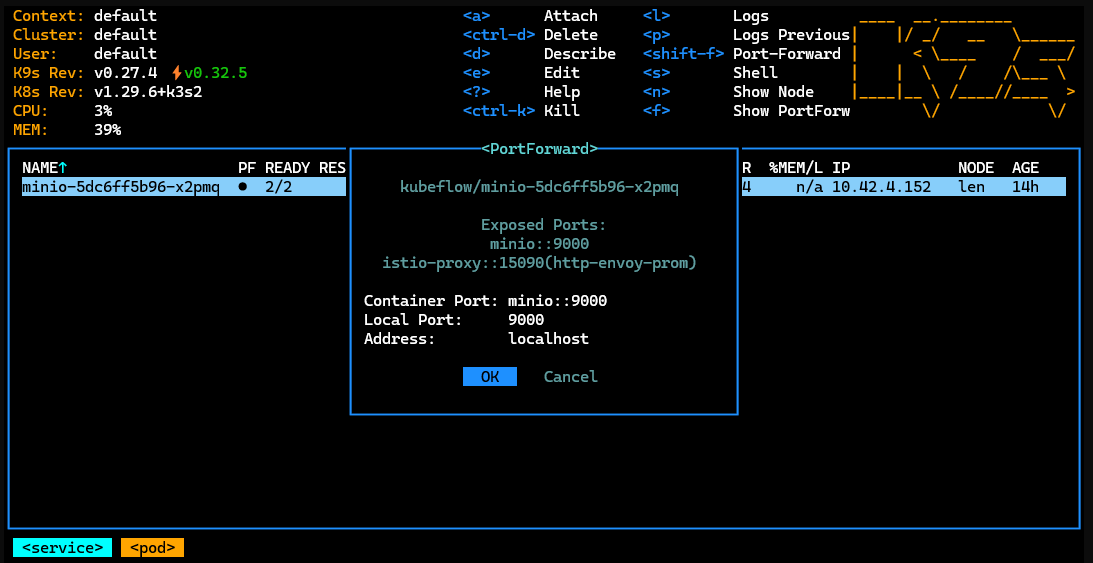 Context: default <a> Attach <l> Logs
Cluster: default <ctrl-d> Delete <p> Logs Previous
User: default <d> Describe <shift-f> Port-Forward
K9s Rev: v0.27.4 ⚡v0.32.5 <e> Edit <s> Shell
K8s Rev: v1.29.6+k3s2 <?> Help <n> Show Node
CPU: 3% <ctrl-k> Kill <f> Show PortForw
MEM: 39%
<PortForward>
NAME↑ PF READY RES R %MEM/L IP NODE AGE
minio-5dc6ff5b96-x2pmq ● 2/2 4 n/a 10.42.4.152 len 14h
kubeflow/minio-5dc6ff5b96-x2pmq
Exposed Ports:
minio::9000
istio-proxy::15090(http-envoy-prom)
Container Port: minio::9000
Local Port: 9000
Address: localhost
OK Cancel
<service> <pod>